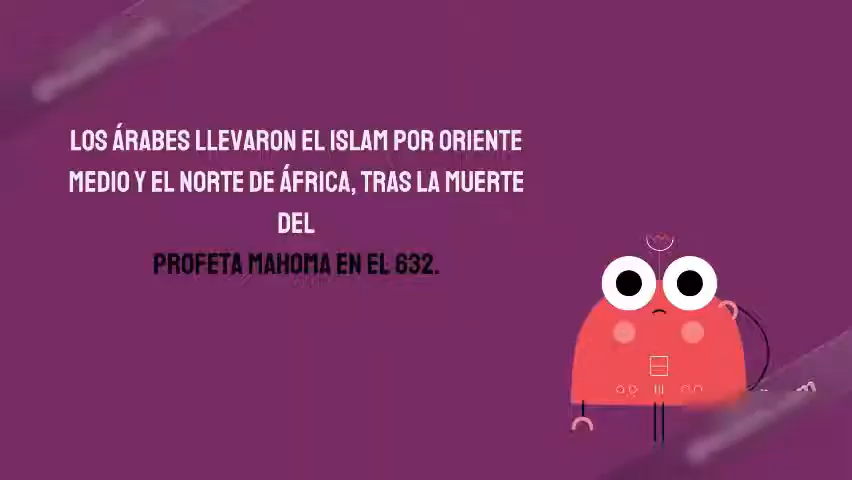 LOS ÁRABES LLEVARON EL ISLAM POR ORIENTE
MEDIO Y EL NORTE DE ÁFRICA, TRAS LA MUERTE
DEL
PROFETA MAHOMA EN EL 632.